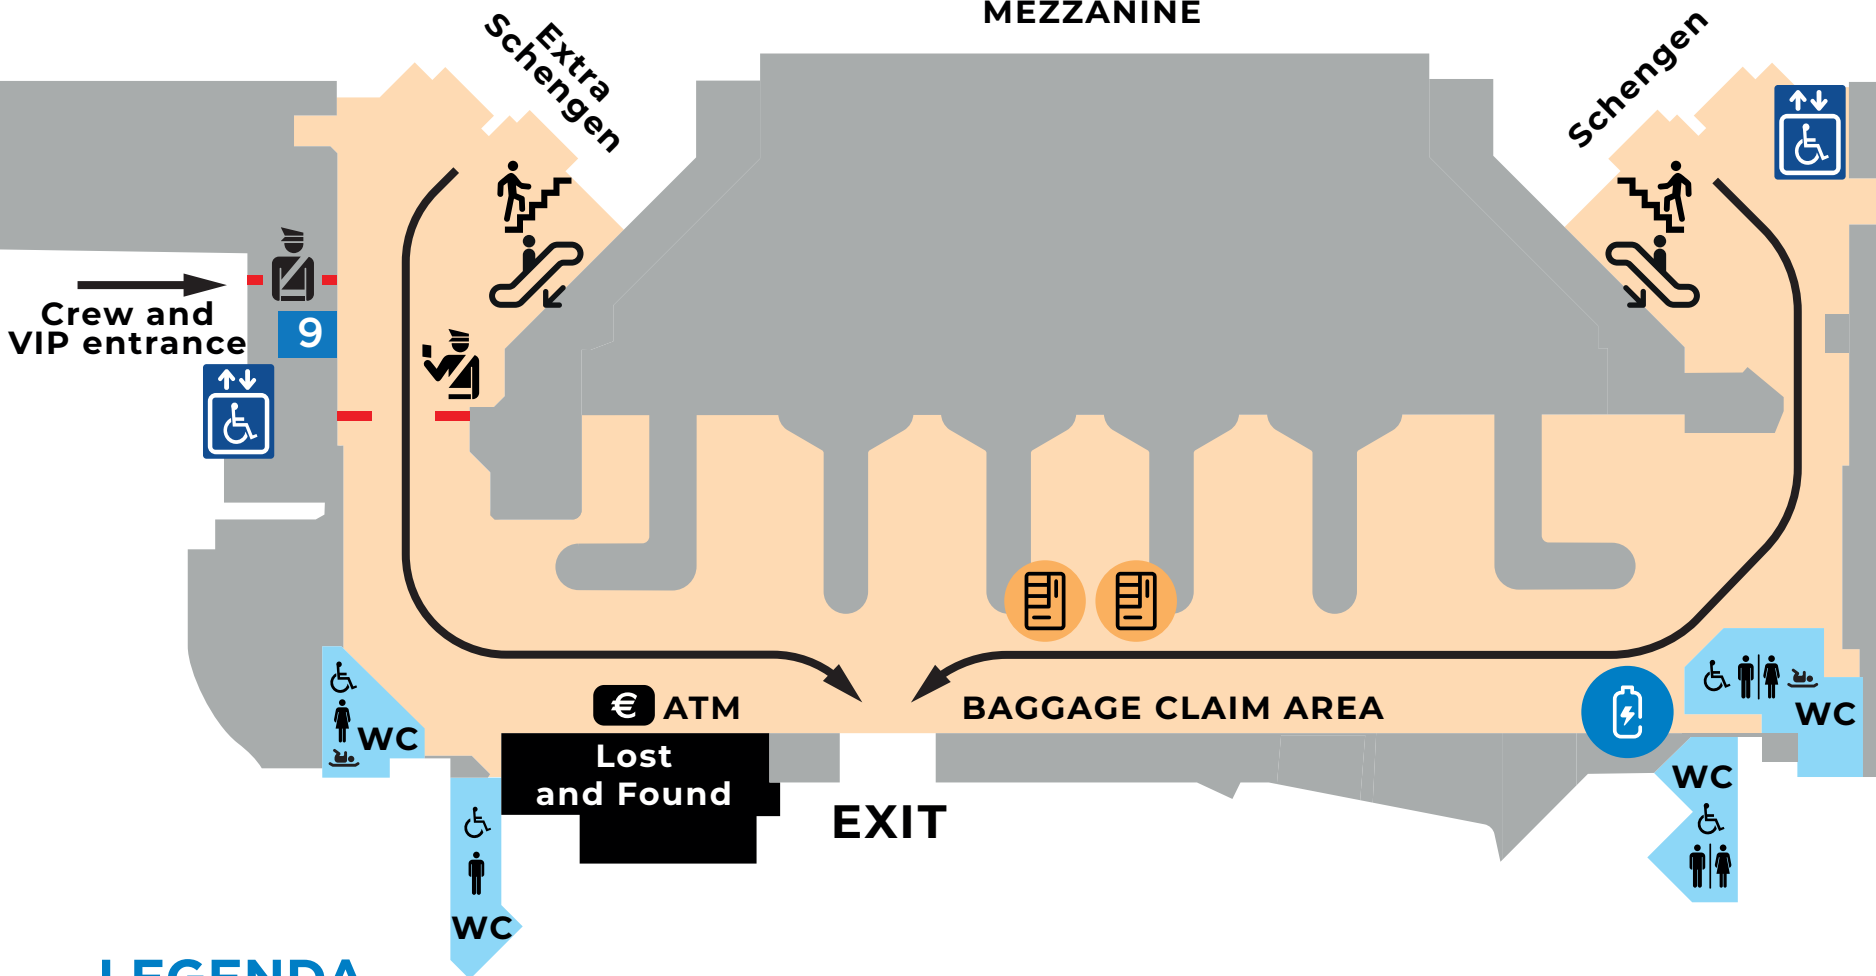 MEZZANINE
Extra
Schengen
Schengen
Crew and
VIP entrance
9
€ ATM
BAGGAGE CLAIM AREA
WC
Lost
and Found
EXIT
WC
WC
WC
LEGENDA